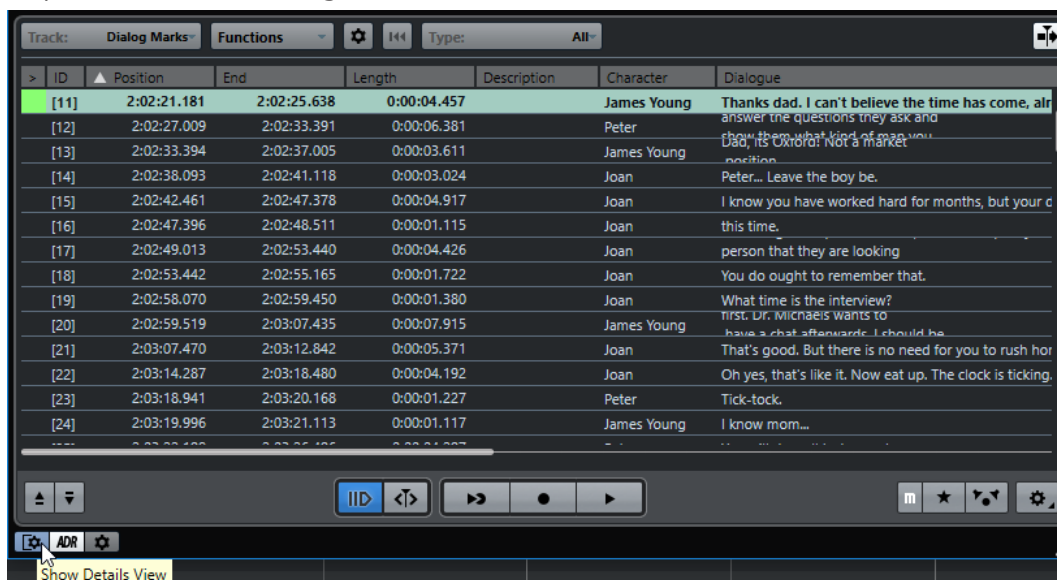 Track: Dialog Marks Functions Type: All
> ID Position End Length Description Character Dialogue
[11] 2:02:21.181 2:02:25.638 0:00:04.457 James Young Thanks dad. I can't believe the time has come, alr
[12] 2:02:27.009 2:02:33.391 0:00:06.381 Peter answer the questions they ask and
show them what kind of man you
[13] 2:02:33.394 2:02:37.005 0:00:03.611 James Young Dad, its Oxford! Not a market
position
[14] 2:02:38.093 2:02:41.118 0:00:03.024 Joan Peter... Leave the boy be.
[15] 2:02:42.461 2:02:47.378 0:00:04.917 Joan I know you have worked hard for months, but your d
[16] 2:02:47.396 2:02:48.511 0:00:01.115 Joan this time.
[17] 2:02:49.013 2:02:53.440 0:00:04.426 Joan person that they are looking
[18] 2:02:53.442 2:02:55.165 0:00:01.722 Joan You do ought to remember that.
[19] 2:02:58.070 2:02:59.450 0:00:01.380 Joan What time is the interview?
[20] 2:02:59.519 2:03:07.435 0:00:07.915 James Young first. Dr. Michaels wants to
have a chat afterwards. I should be
[21] 2:03:07.470 2:03:12.842 0:00:05.371 Joan That's good. But there is no need for you to rush hor
[22] 2:03:14.287 2:03:18.480 0:00:04.192 Joan Oh yes, that's like it. Now eat up. The clock is ticking.
[23] 2:03:18.941 2:03:20.168 0:00:01.227 Peter Tick-tock.
[24] 2:03:19.996 2:03:21.113 0:00:01.117 James Young I know mom...
m
ADR
Show Details View